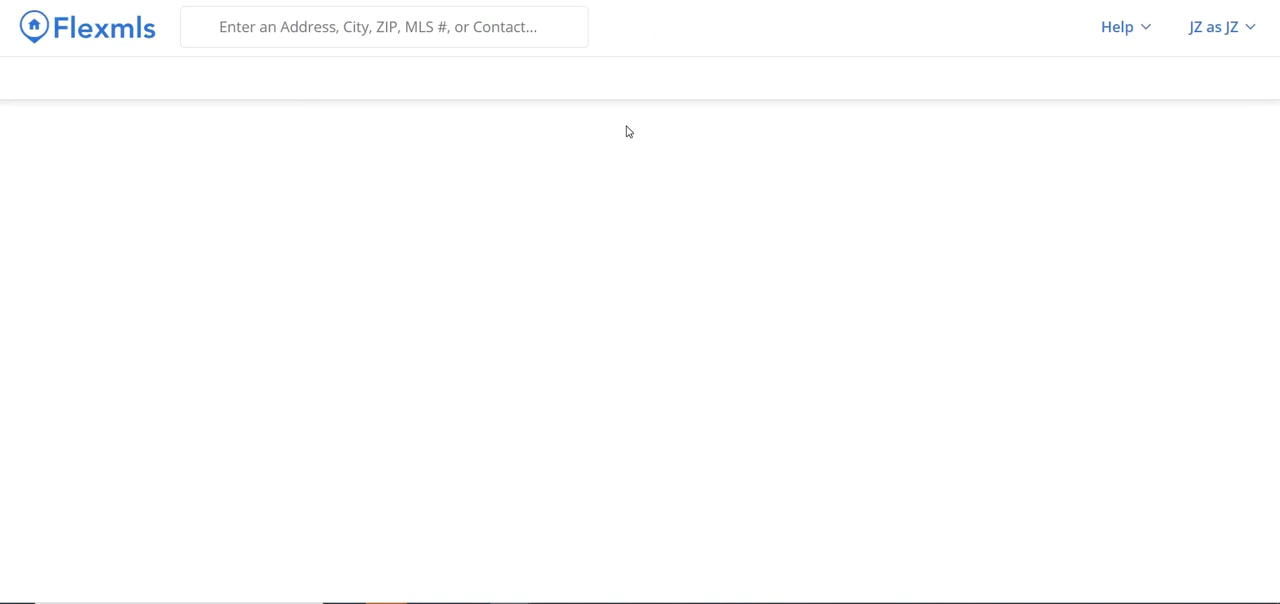 Flexmls
Enter an Address, City, ZIP, MLS #, or Contact...
Help
JZ as JZ